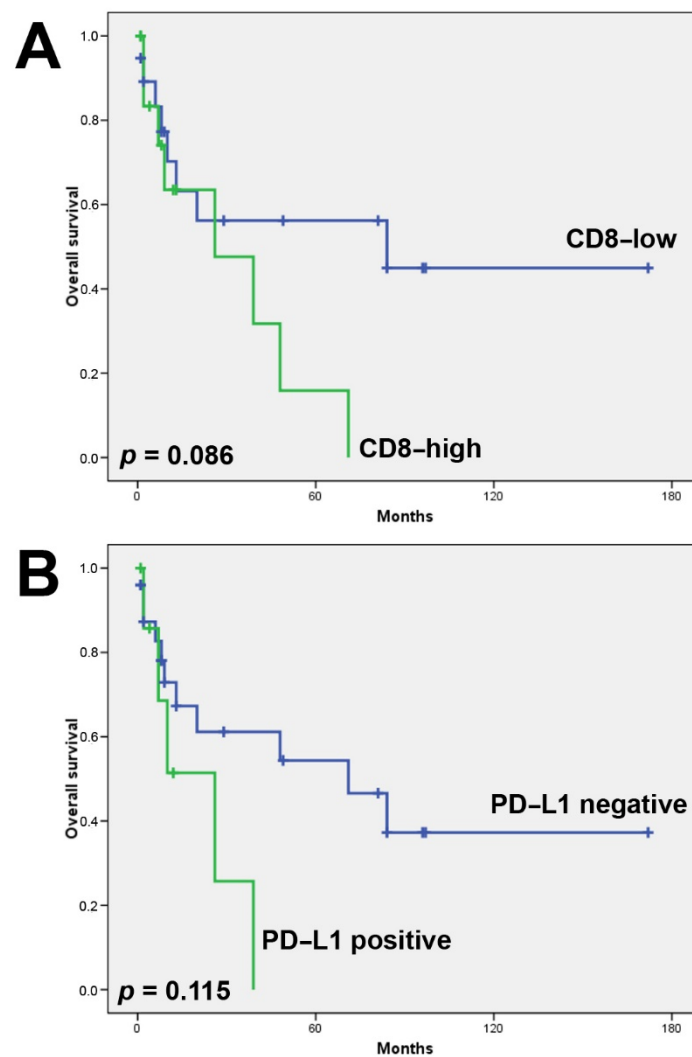 A
Overall survival
1.0
0.8
0.6
0.4
0.2
0.0
CD8–low
CD8–high
p = 0.086
0 60 120 180
Months
B
Overall survival
1.0
0.8
0.6
0.4
0.2
0.0
PD–L1 negative
PD–L1 positive
p = 0.115
0 60 120 180
Months